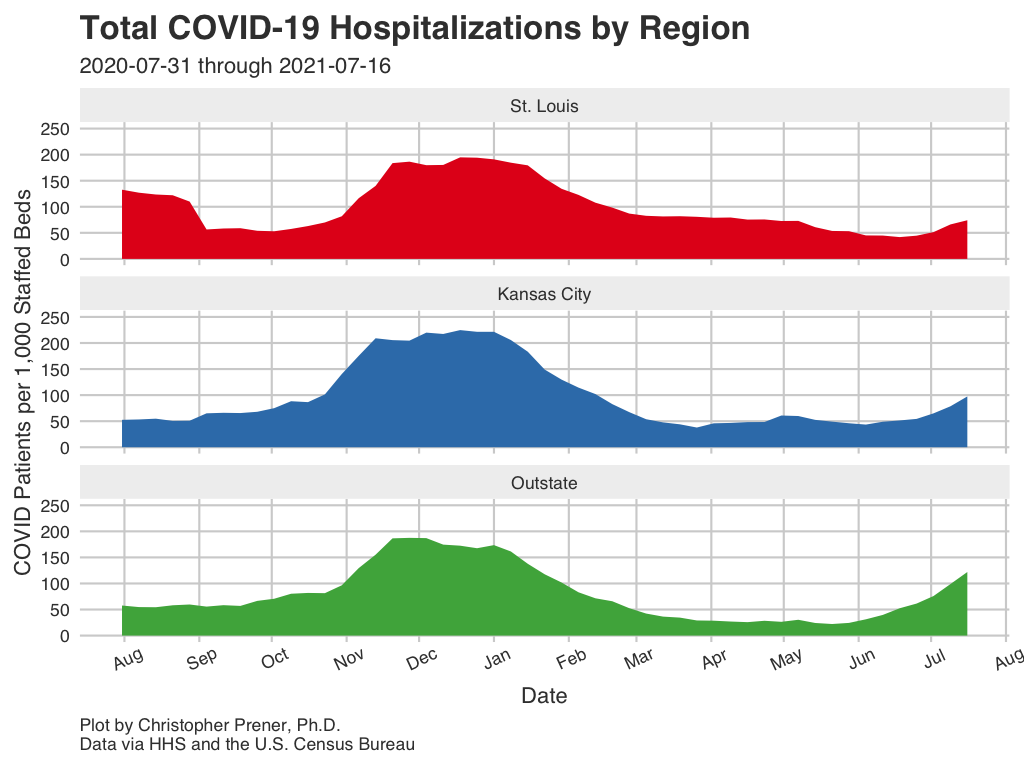 Total COVID-19 Hospitalizations by Region
2020-07-31 through 2021-07-16
COVID Patients per 1,000 Staffed Beds
St. Louis
250
200
150
100
50
0
Kansas City
250
200
150
100
50
0
Outstate
250
200
150
100
50
0
Aug Sep Oct Nov Dec Jan Feb Mar Apr May Jun Jul Aug
Date
Plot by Christopher Prener, Ph.D.
Data via HHS and the U.S. Census Bureau